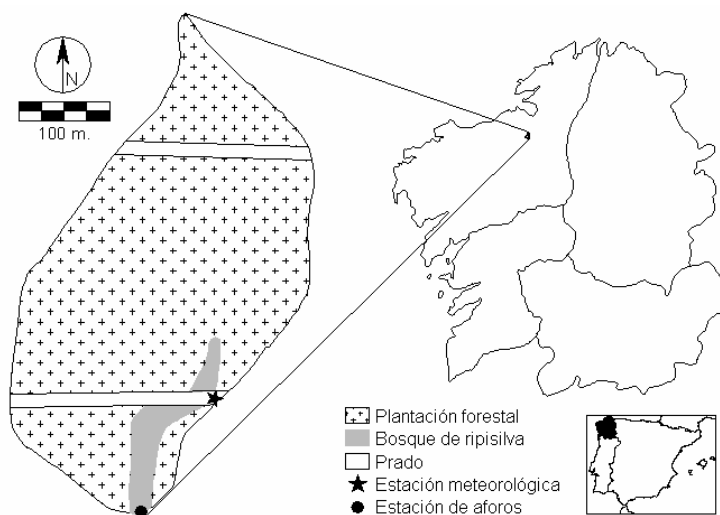 N
100 m.
Plantación forestal
Bosque de ripisilva
Prado
Estación meteorológica
Estación de aforos